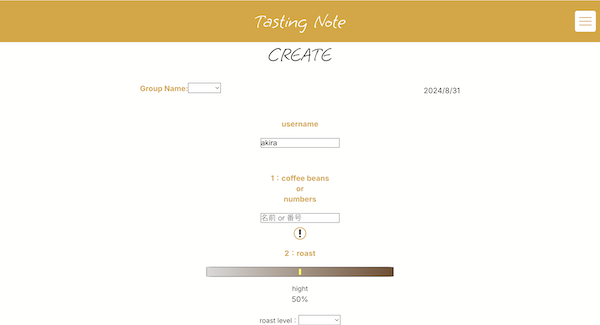 Tasting Note
CREATE
Group Name:
2024/8/31
username
akira
1：coffee beans
or
numbers
名前 or 番号
!
2：roast
hight
50%
roast level：